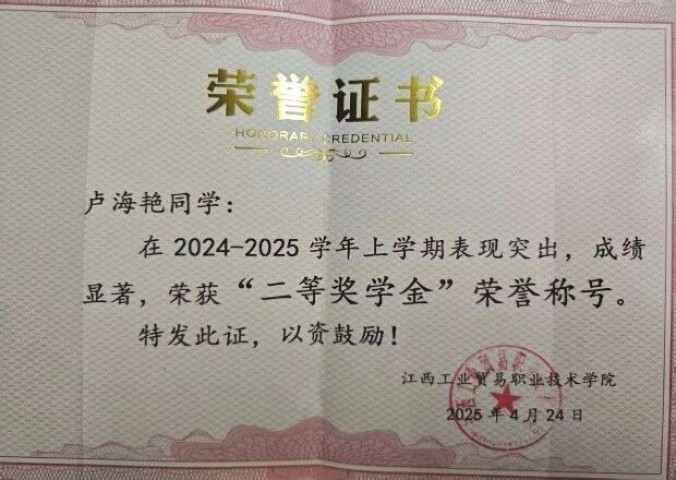 荣誉证书
HONORARY CREDENTIAL
卢海艳同学：
在 2024-2025 学年上学期表现突出，成绩
显著，荣获“二等奖学金”荣誉称号。
特发此证，以资鼓励！
江西工业贸易职业技术学院
2025 年 4 月 24 日